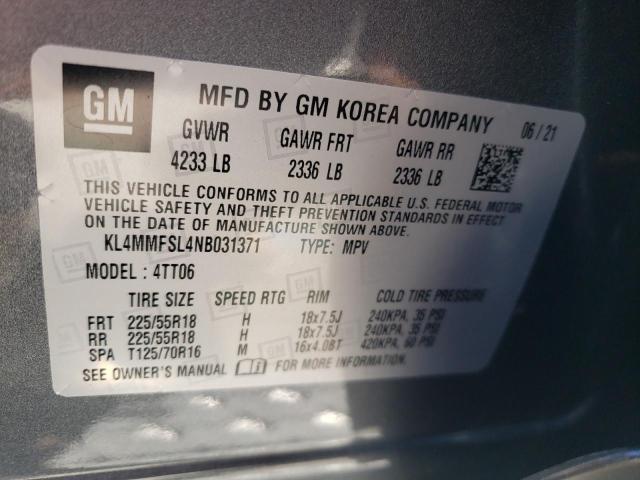 GM
MFD BY GM KOREA COMPANY 06/21
GVWR GAWR FRT GAWR RR
4233 LB 2336 LB 2336 LB
THIS VEHICLE CONFORMS TO ALL APPLICABLE U.S. FEDERAL MOTOR
VEHICLE SAFETY AND THEFT PREVENTION STANDARDS IN EFFECT
ON THE DATE OF MANUFACTURE SHOWN ABOVE.
KL4MMFSL4NB031371 TYPE: MPV
MODEL: 4TT06
TIRE SIZE SPEED RTG RIM COLD TIRE PRESSURE
FRT 225/55R18 H 18x7.5J 240KPA, 35 PSI
RR 225/55R18 H 18x7.5J 240KPA, 35 PSI
SPA T125/70R16 M 16x4.0BT 420KPA, 60 PSI
SEE OWNER'S MANUAL FOR MORE INFORMATION.